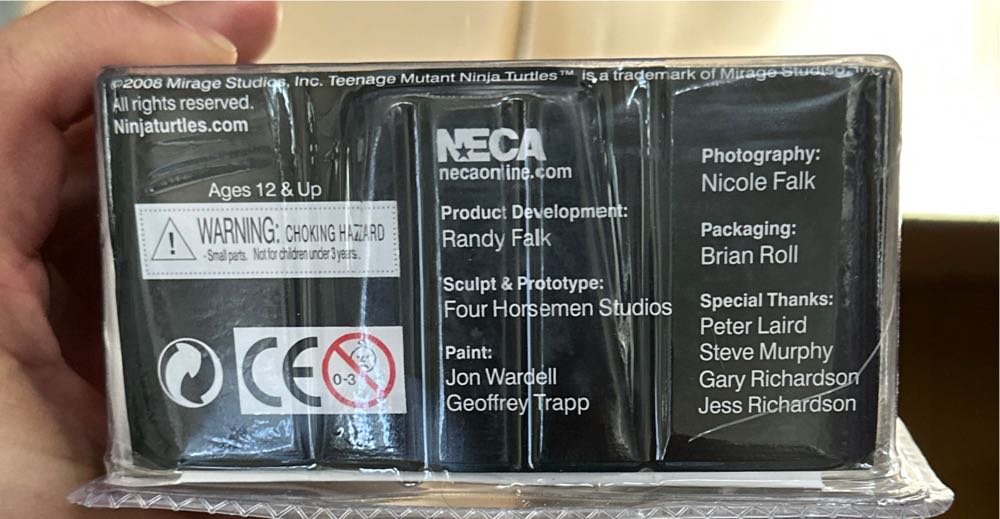 ©2008 Mirage Studios, Inc. Teenage Mutant Ninja Turtles™ is a trademark of Mirage Studios, Inc.
All rights reserved.
Ninjaturtles.com
Ages 12 & Up
WARNING: CHOKING HAZARD
- Small parts. Not for children under 3 years.
CE
0-3
NECA
necaonline.com
Product Development:
Randy Falk
Sculpt & Prototype:
Four Horsemen Studios
Paint:
Jon Wardell
Geoffrey Trapp
Photography:
Nicole Falk
Packaging:
Brian Roll
Special Thanks:
Peter Laird
Steve Murphy
Gary Richardson
Jess Richardson